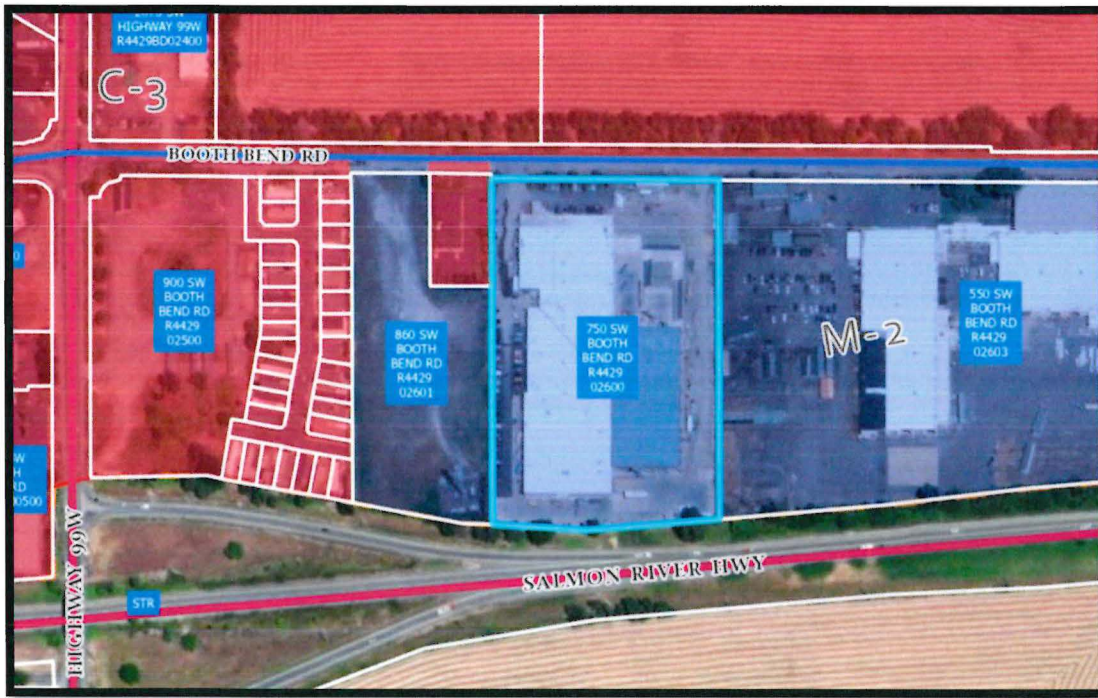 HIGHWAY 99W
R4429BD02400
C-3
BOOTH BEND RD
900 SW
BOOTH
BEND RD
R4429
02500
860 SW
BOOTH
BEND RD
R4429
02601
750 SW
BOOTH
BEND RD
R4429
02600
M-2
550 SW
BOOTH
BEND RD
R4429
02603
HIGHWAY 99W
STR
SALMON RIVER HWY